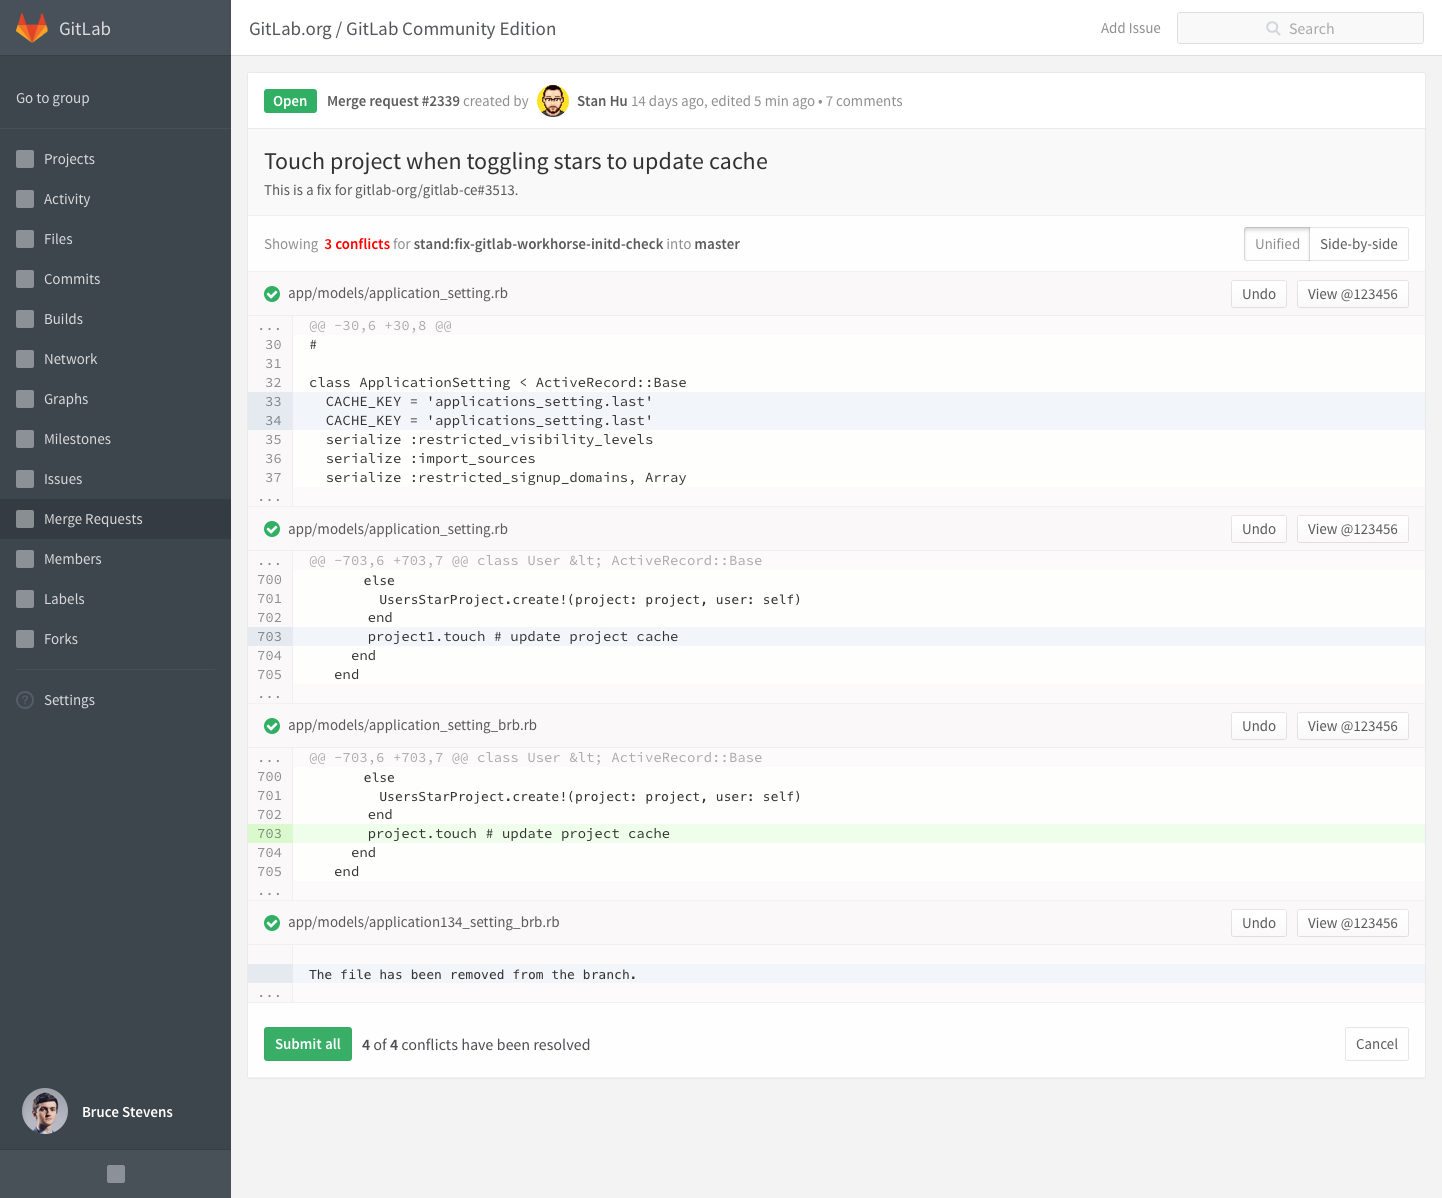 GitLab
GitLab.org / GitLab Community Edition
Add Issue
Search
Go to group
Projects
Activity
Files
Commits
Builds
Network
Graphs
Milestones
Issues
Merge Requests
Members
Labels
Forks
? Settings
Bruce Stevens
Open Merge request #2339 created by Stan Hu 14 days ago, edited 5 min ago • 7 comments
Touch project when toggling stars to update cache
This is a fix for gitlab-org/gitlab-ce#3513.
Showing 3 conflicts for stand:fix-gitlab-workhorse-initd-check into master
Unified Side-by-side
app/models/application_setting.rb Undo View @123456
... @@ -30,6 +30,8 @@
30 #
31
32 class ApplicationSetting < ActiveRecord::Base
33 CACHE_KEY = 'applications_setting.last'
34 CACHE_KEY = 'applications_setting.last'
35 serialize :restricted_visibility_levels
36 serialize :import_sources
37 serialize :restricted_signup_domains, Array
...
app/models/application_setting.rb Undo View @123456
... @@ -703,6 +703,7 @@ class User &lt; ActiveRecord::Base
700 else
701 UsersStarProject.create!(project: project, user: self)
702 end
703 project1.touch # update project cache
704 end
705 end
...
app/models/application_setting_brb.rb Undo View @123456
... @@ -703,6 +703,7 @@ class User &lt; ActiveRecord::Base
700 else
701 UsersStarProject.create!(project: project, user: self)
702 end
703 project.touch # update project cache
704 end
705 end
...
app/models/application134_setting_brb.rb Undo View @123456
The file has been removed from the branch.
...
Submit all 4 of 4 conflicts have been resolved Cancel